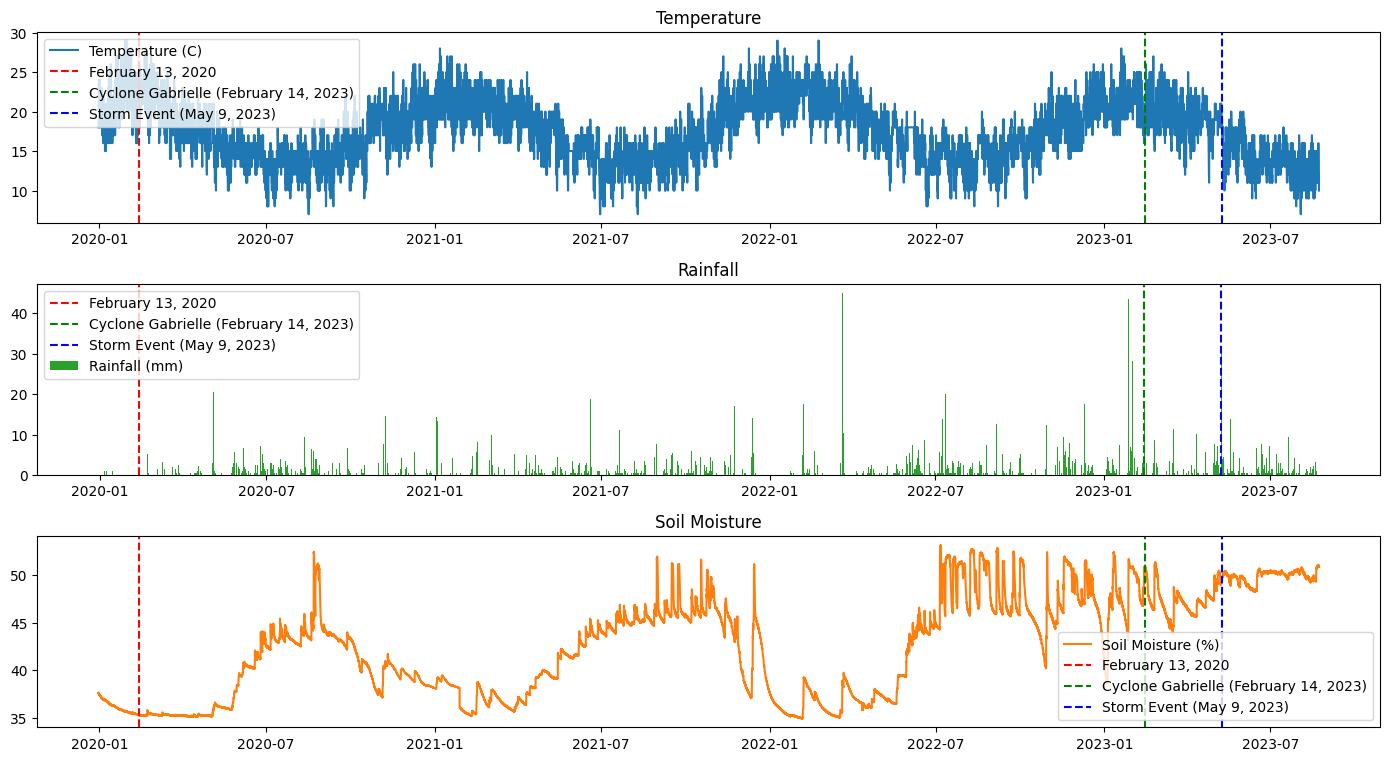 Temperature
30
25
20
15
10
Temperature (C)
February 13, 2020
Cyclone Gabrielle (February 14, 2023)
Storm Event (May 9, 2023)
2020-01 2020-07 2021-01 2021-07 2022-01 2022-07 2023-01 2023-07
Rainfall
40
30
20
10
0
February 13, 2020
Cyclone Gabrielle (February 14, 2023)
Storm Event (May 9, 2023)
Rainfall (mm)
2020-01 2020-07 2021-01 2021-07 2022-01 2022-07 2023-01 2023-07
Soil Moisture
50
45
40
35
Soil Moisture (%)
February 13, 2020
Cyclone Gabrielle (February 14, 2023)
Storm Event (May 9, 2023)
2020-01 2020-07 2021-01 2021-07 2022-01 2022-07 2023-01 2023-07